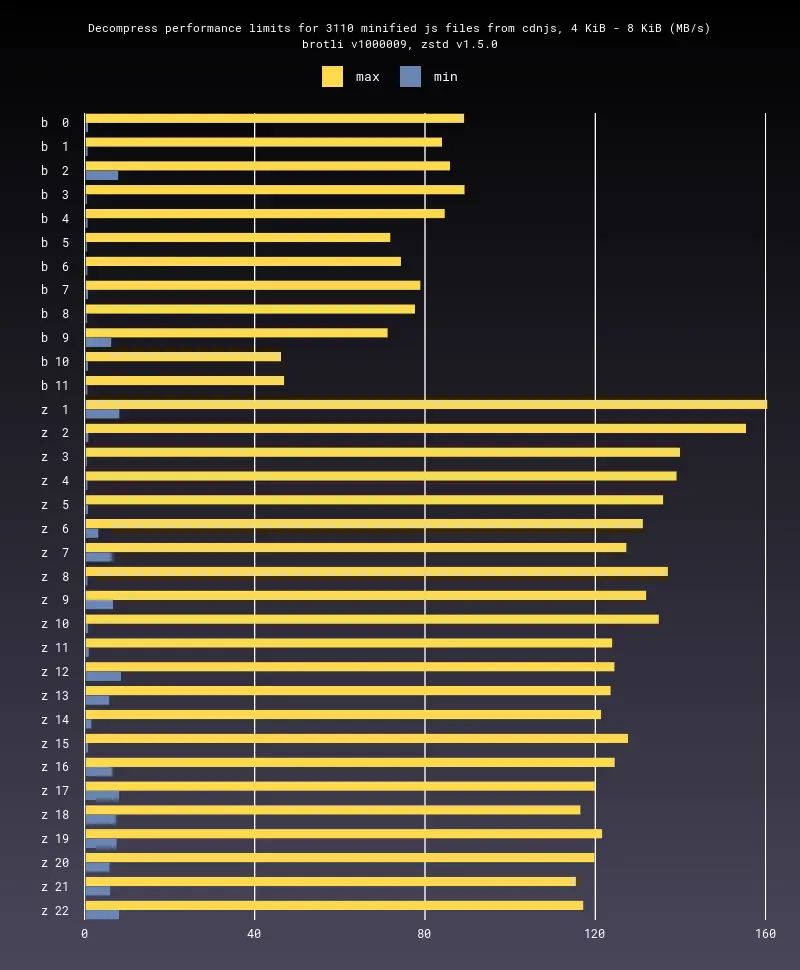 Decompress performance limits for 3110 minified js files from cdnjs, 4 KiB - 8 KiB (MB/s)
brotli v1000009, zstd v1.5.0
max min
b 0
b 1
b 2
b 3
b 4
b 5
b 6
b 7
b 8
b 9
b 10
b 11
z 1
z 2
z 3
z 4
z 5
z 6
z 7
z 8
z 9
z 10
z 11
z 12
z 13
z 14
z 15
z 16
z 17
z 18
z 19
z 20
z 21
z 22
0 40 80 120 160